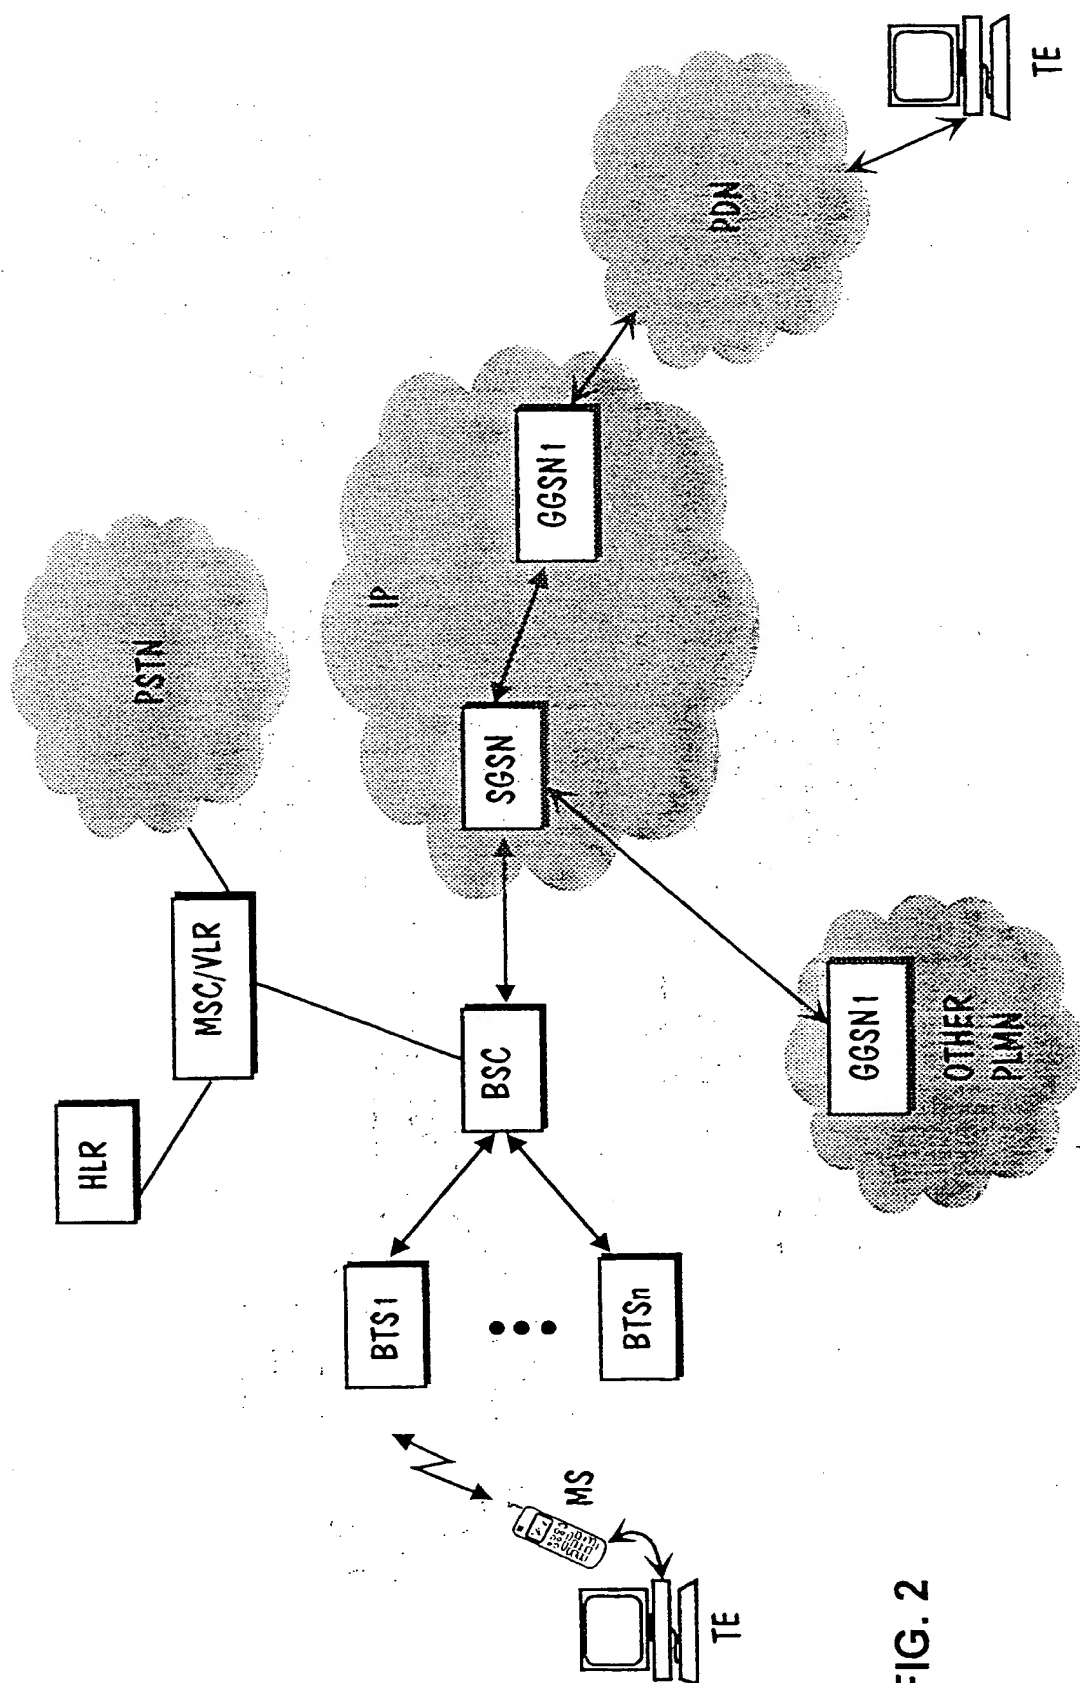 HLR
MSC/VLR
PSTN
BTS1
BTSn
BSC
SGSN
IP
GGSN1
PDN
TE
GGSN1
OTHER
PLMN
MS
TE
FIG. 2